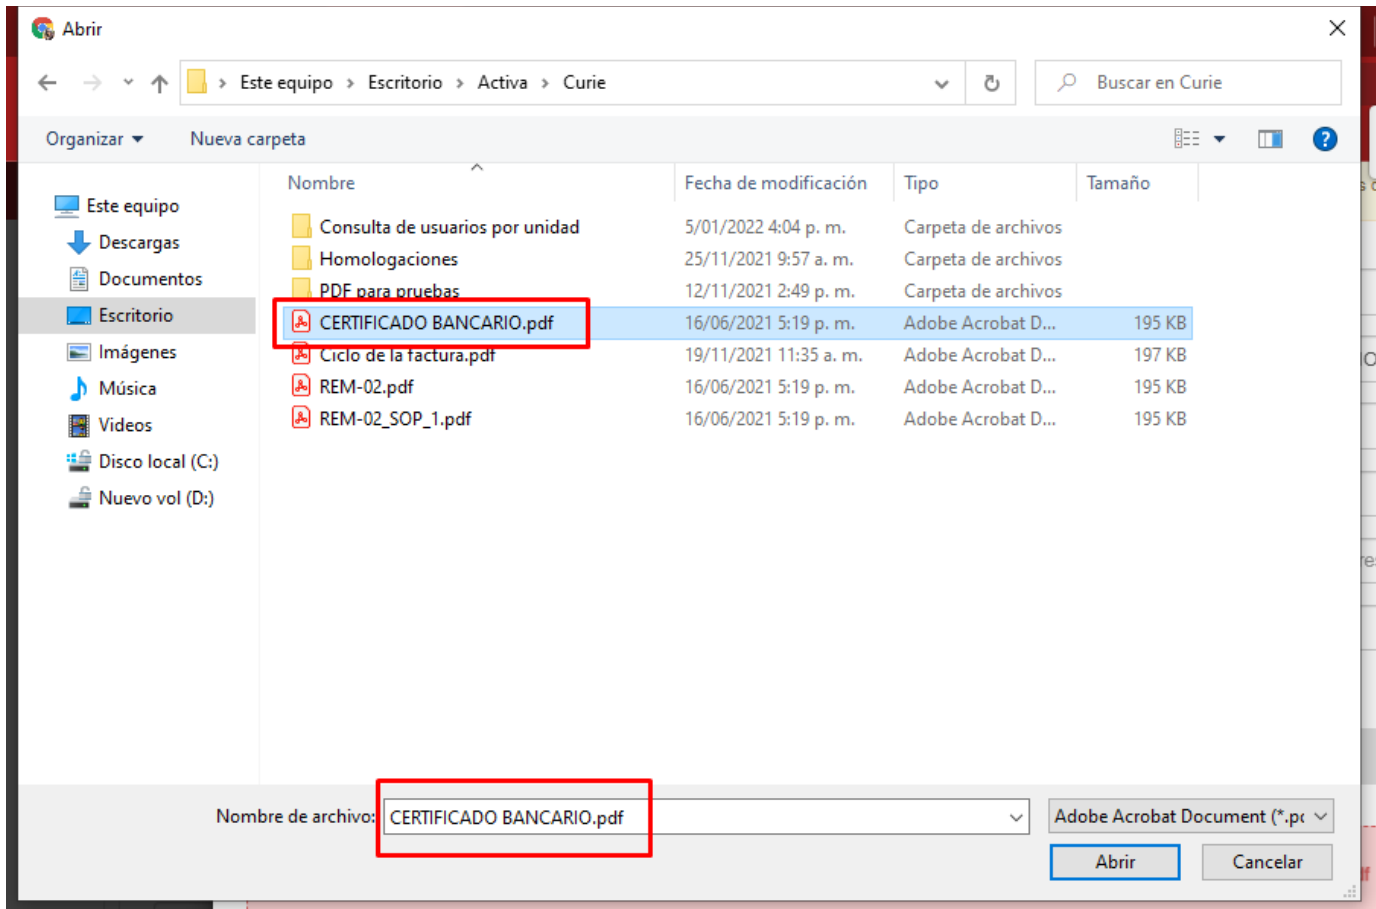 Abrir
Este equipo > Escritorio > Activa > Curie
Buscar en Curie
Organizar
Nueva carpeta
Nombre Fecha de modificación Tipo Tamaño
Este equipo
Descargas
Documentos
Escritorio
Imágenes
Música
Videos
Disco local (C:)
Nuevo vol (D:)
Consulta de usuarios por unidad 5/01/2022 4:04 p. m. Carpeta de archivos
Homologaciones 25/11/2021 9:57 a. m. Carpeta de archivos
PDF para pruebas 12/11/2021 2:49 p. m. Carpeta de archivos
CERTIFICADO BANCARIO.pdf 16/06/2021 5:19 p. m. Adobe Acrobat D... 195 KB
Ciclo de la factura.pdf 19/11/2021 11:35 a. m. Adobe Acrobat D... 197 KB
REM-02.pdf 16/06/2021 5:19 p. m. Adobe Acrobat D... 195 KB
REM-02_SOP_1.pdf 16/06/2021 5:19 p. m. Adobe Acrobat D... 195 KB
Nombre de archivo: CERTIFICADO BANCARIO.pdf
Adobe Acrobat Document (*.pc
Abrir
Cancelar